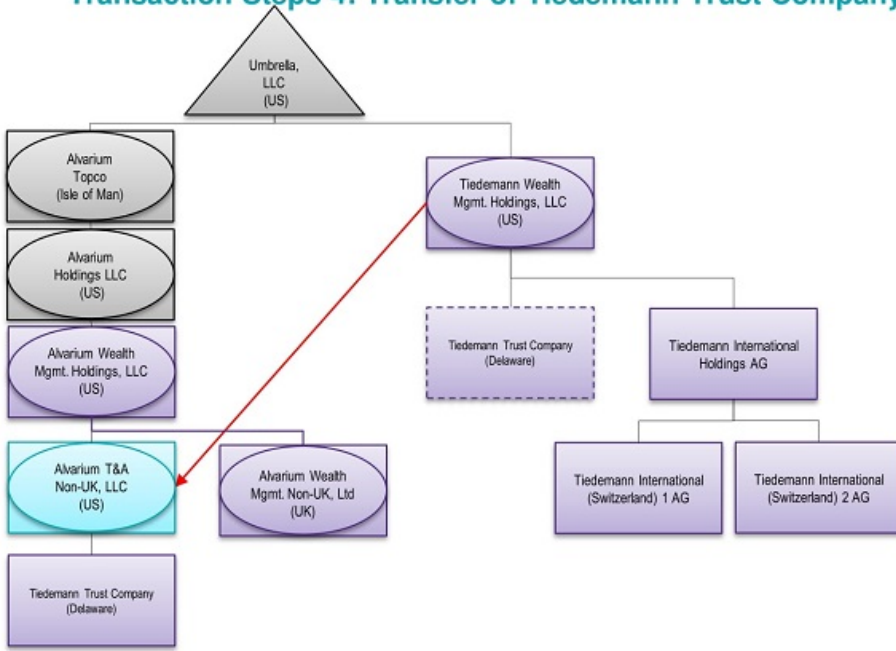 Transaction Steps 4: Transfer of Tiedemann Trust Company
Umbrella,
LLC
(US)
Alvarium
Topco
(Isle of Man)
Tiedemann Wealth
Mgmt. Holdings, LLC
(US)
Alvarium
Holdings LLC
(US)
Alvarium Wealth
Mgmt. Holdings, LLC
(US)
Tiedemann Trust Company
(Delaware)
Tiedemann International
Holdings AG
Alvarium T&A
Non-UK, LLC
(US)
Alvarium Wealth
Mgmt. Non-UK, Ltd
(UK)
Tiedemann International
(Switzerland) 1 AG
Tiedemann International
(Switzerland) 2 AG
Tiedemann Trust Company
(Delaware)